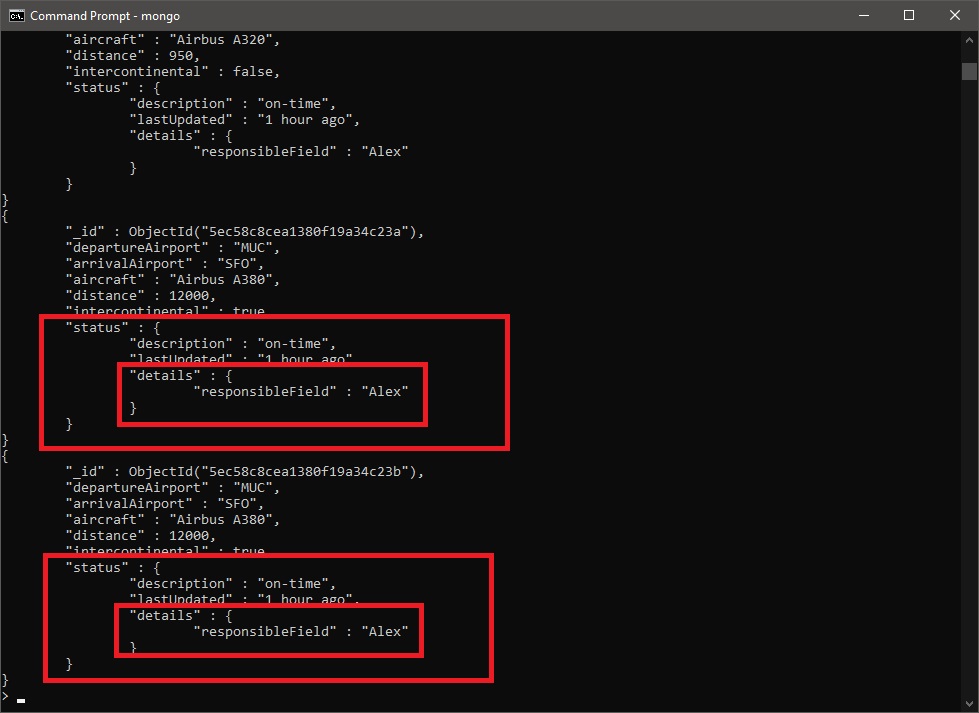 Command Prompt - mongo
"aircraft" : "Airbus A320",
"distance" : 950,
"intercontinental" : false,
"status" : {
"description" : "on-time",
"lastUpdated" : "1 hour ago",
"details" : {
"responsibleField" : "Alex"
}
}
}
{
"_id" : ObjectId("5ec58c8cea1380f19a34c23a"),
"departureAirport" : "MUC",
"arrivalAirport" : "SFO",
"aircraft" : "Airbus A380",
"distance" : 12000,
"intercontinental" : true
"status" : {
"description" : "on-time",
"lastUpdated" : "1 hour ago"
"details" : {
"responsibleField" : "Alex"
}
}
}
{
"_id" : ObjectId("5ec58c8cea1380f19a34c23b"),
"departureAirport" : "MUC",
"arrivalAirport" : "SFO",
"aircraft" : "Airbus A380",
"distance" : 12000,
"intercontinental" : true
"status" : {
"description" : "on-time",
"lastUpdated" : "1 hour ago",
"details" : {
"responsibleField" : "Alex"
}
}
}
>